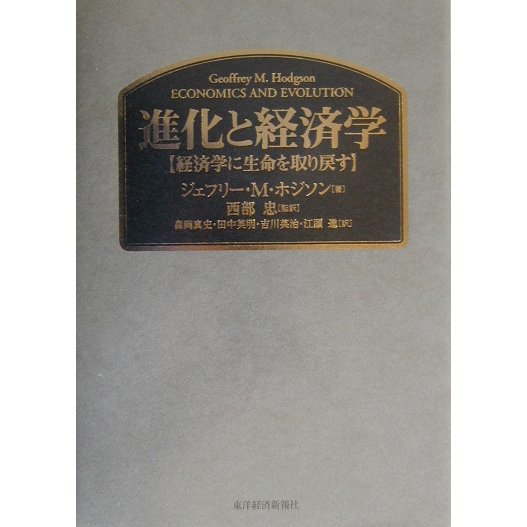 Geoffrey M. Hodgson
ECONOMICS AND EVOLUTION
進化と経済学
【経済学に生命を取り戻す】
ジェフリー・M・ホジソン[著]
西部 忠[監訳]
森岡真史・田中英明・吉川英治・江頭 進[訳]
東洋経済新報社